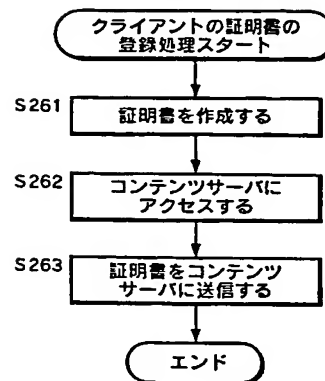 クライアントの証明書の
登録処理スタート
S261
証明書を作成する
S262
コンテンツサーバに
アクセスする
S263
証明書をコンテンツ
サーバに送信する
エンド